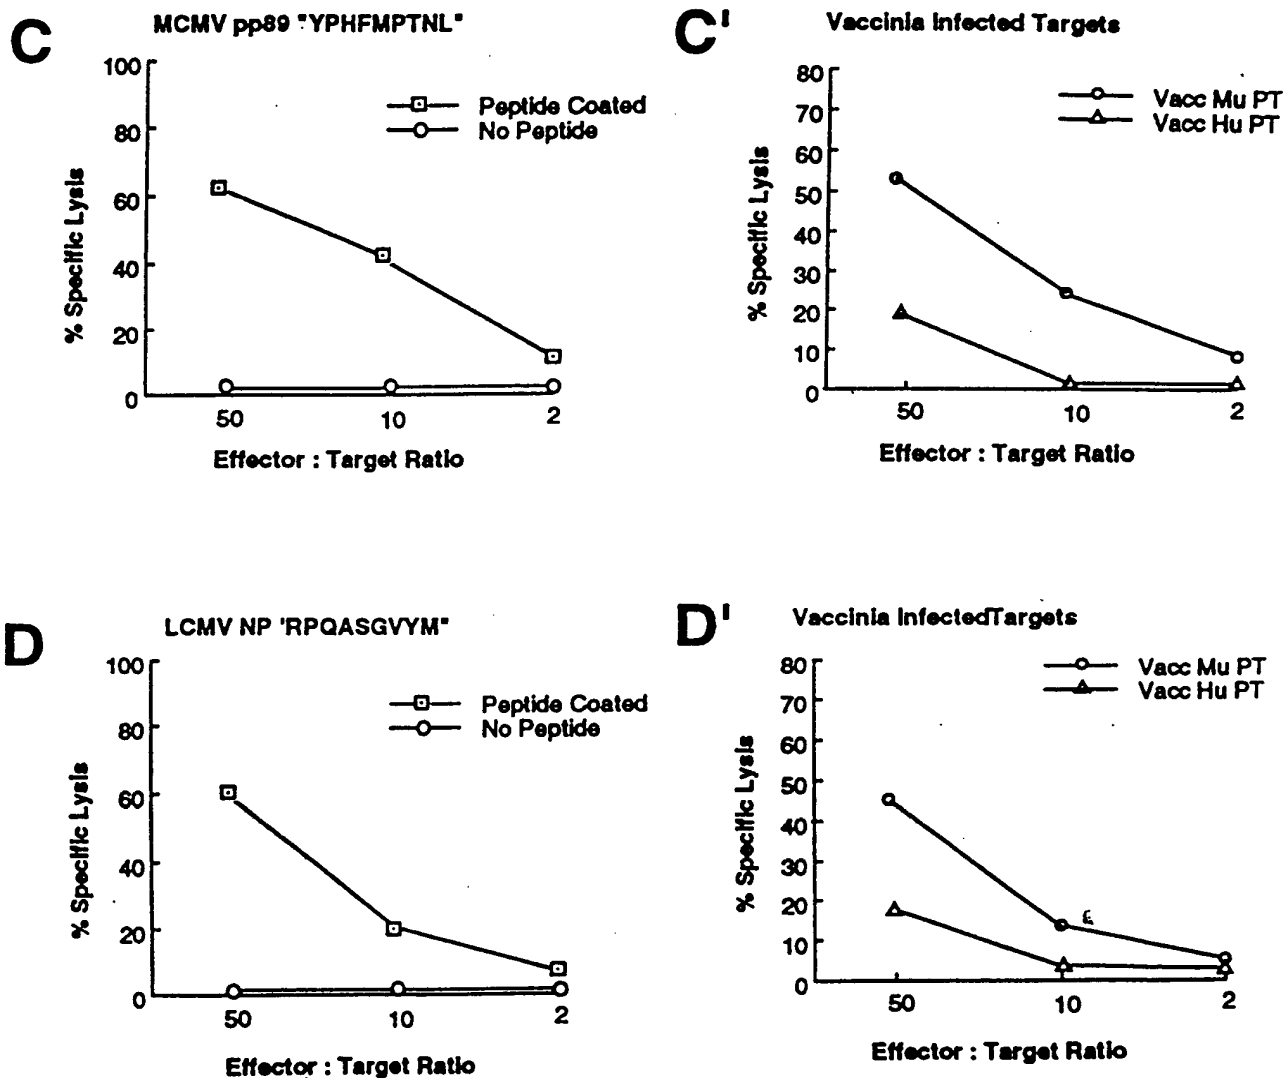 C
MCMV pp89 "YPHFMPTNL"
100
80
60
40
20
0
% Specific Lysis
Peptide Coated
No Peptide
50 10 2
Effector : Target Ratio
C'
Vaccinia Infected Targets
80
70
60
50
40
30
20
10
0
% Specific Lysis
Vacc Mu PT
Vacc Hu PT
50 10 2
Effector : Target Ratio
D
LCMV NP 'RPQASGVYM"
100
80
60
40
20
0
% Specific Lysis
Peptide Coated
No Peptide
50 10 2
Effector : Target Ratio
D'
Vaccinia InfectedTargets
80
70
60
50
40
30
20
10
0
% Specific Lysis
Vacc Mu PT
Vacc Hu PT
50 10 2
Effector : Target Ratio